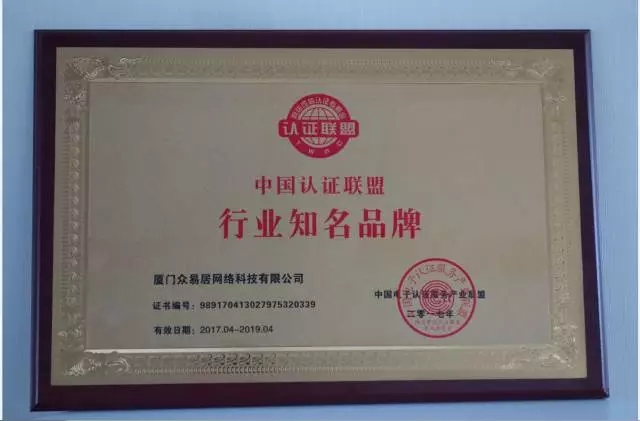 认证联盟
中国认证联盟
行业知名品牌
厦门众易居网络科技有限公司
证书编号：989170413027975320339
有效日期：2017.04-2019.04
中国电子认证服务产业联盟
二零一七年